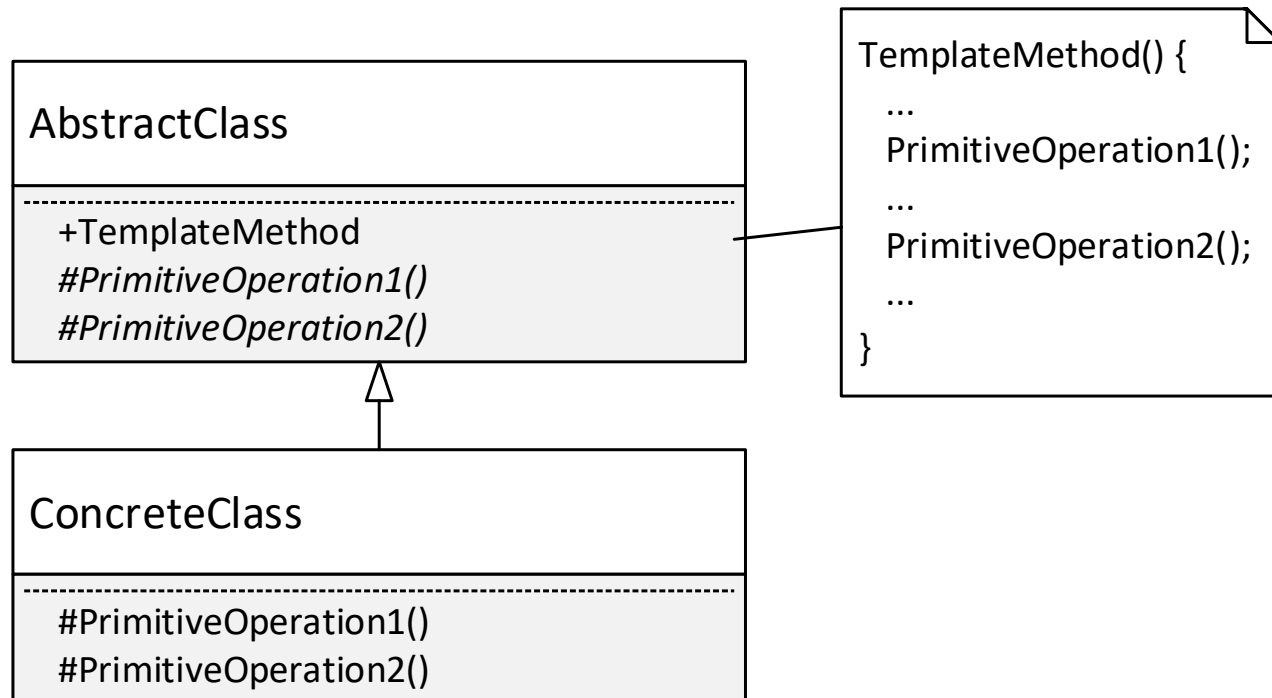 AbstractClass
+TemplateMethod
#PrimitiveOperation1()
#PrimitiveOperation2()
TemplateMethod() {
...
PrimitiveOperation1();
...
PrimitiveOperation2();
...
}
ConcreteClass
#PrimitiveOperation1()
#PrimitiveOperation2()